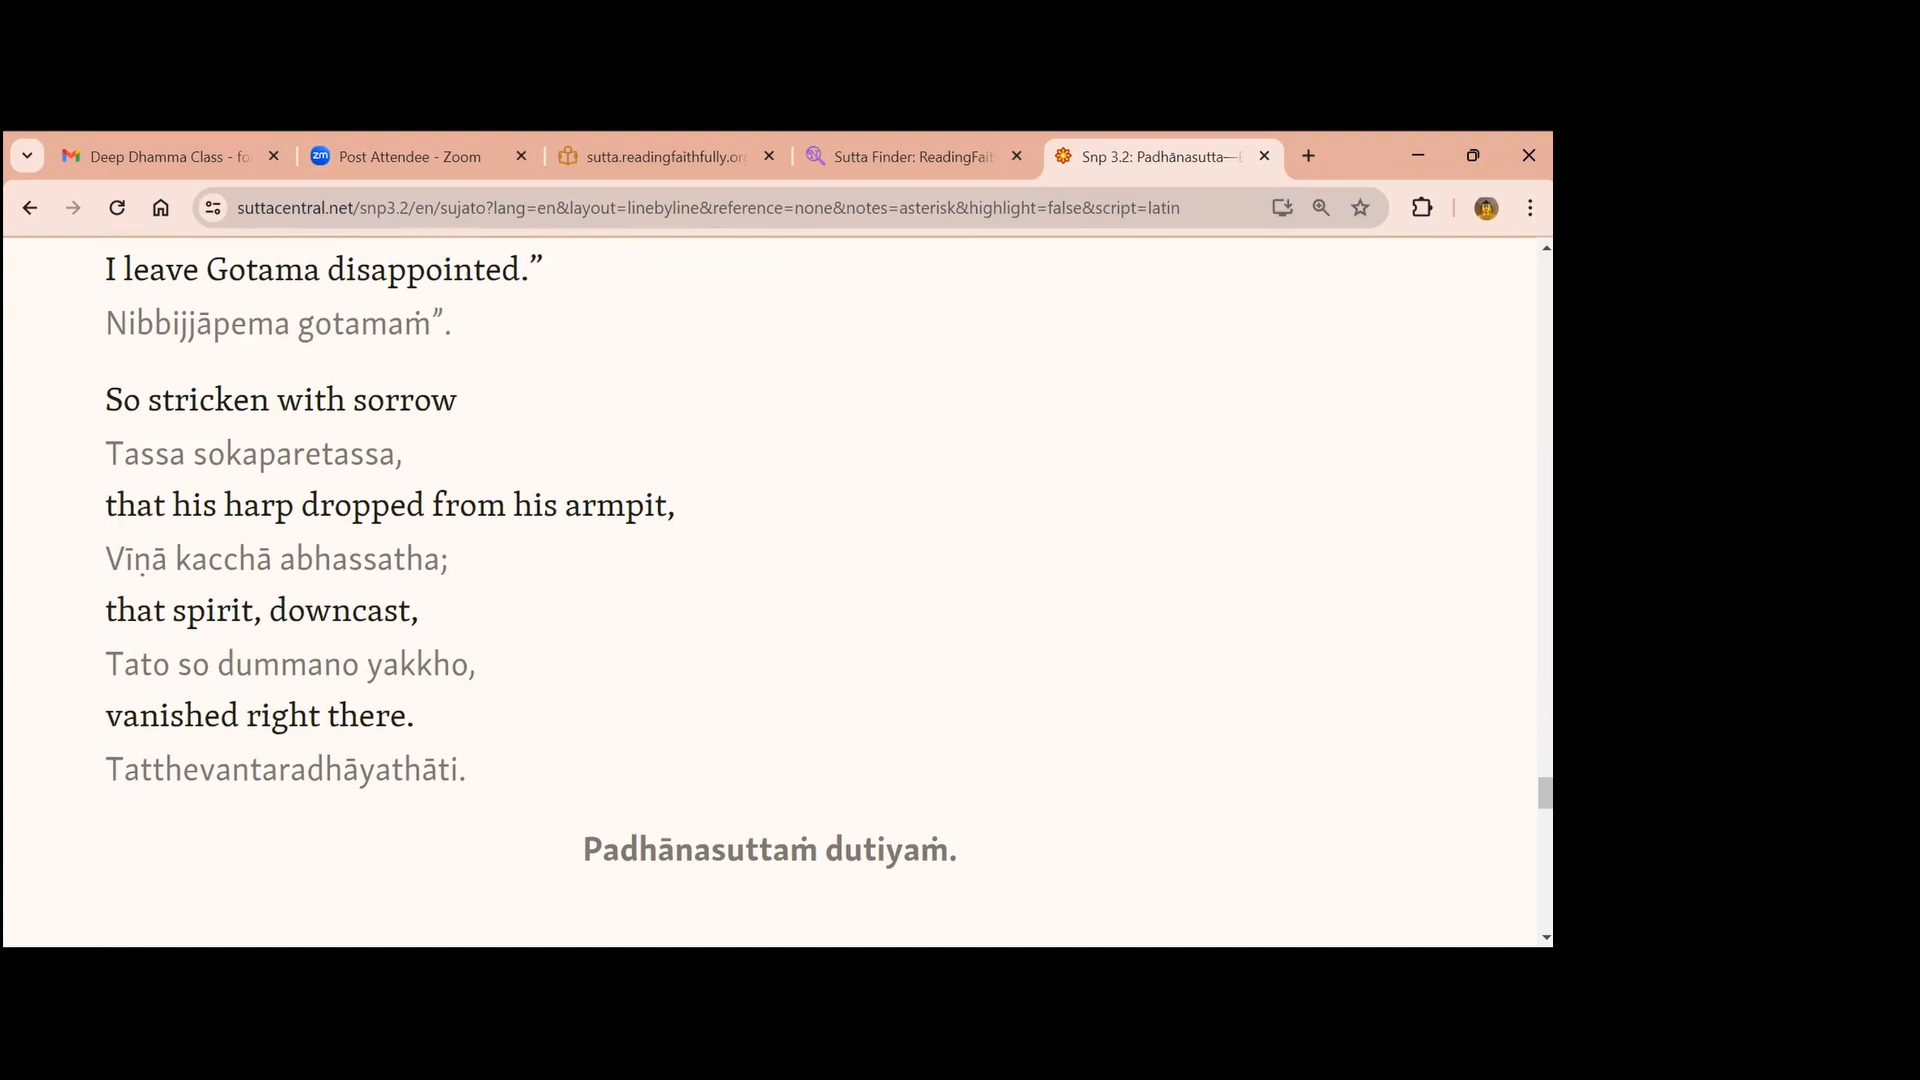 Deep Dhamma Class - fo
Post Attendee - Zoom
sutta.readingfaithfully.or
Sutta Finder: ReadingFai
Snp 3.2: Padhānasutta—
suttacentral.net/snp3.2/en/sujato?lang=en&layout=linebyline&reference=none&notes=asterisk&highlight=false&script=latin
I leave Gotama disappointed.”
Nibbijjāpema gotamaṁ”.
So stricken with sorrow
Tassa sokaparetassa,
that his harp dropped from his armpit,
Vīṇā kacchā abhassatha;
that spirit, downcast,
Tato so dummano yakkho,
vanished right there.
Tatthevantaradhāyathāti.
Padhānasuttaṁ dutiyaṁ.